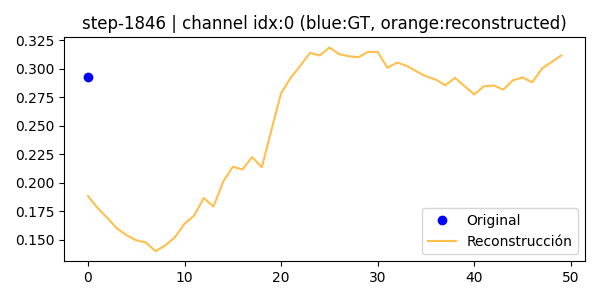 step-1846 | channel idx:0 (blue:GT, orange:reconstructed)
0.325
0.300
0.275
0.250
0.225
0.200
0.175
0.150
Original
Reconstrucción
0 10 20 30 40 50